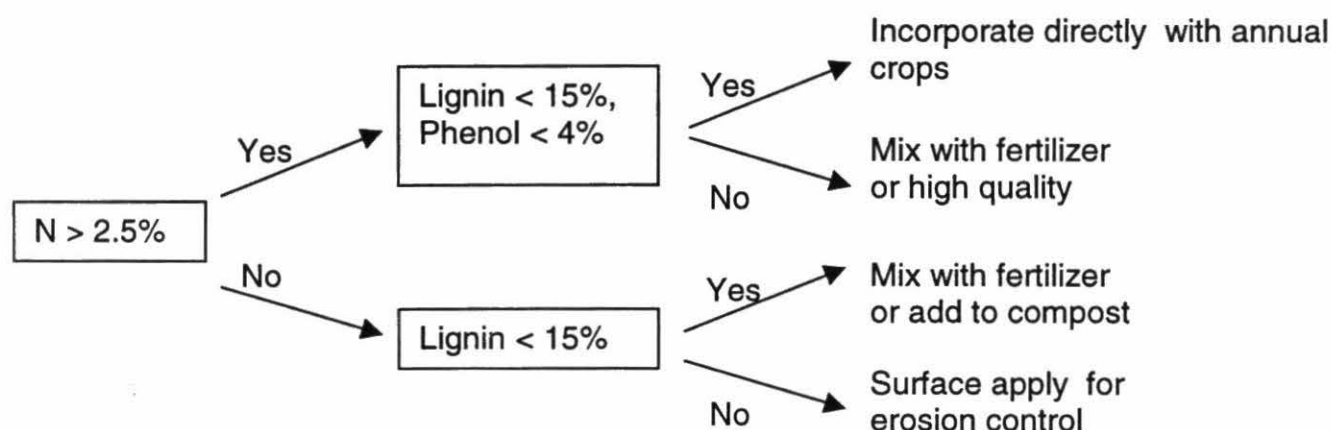 Incorporate directly with annual
crops
Yes
Lignin < 15%,
Phenol < 4%
Yes
Mix with fertilizer
or high quality
No
N > 2.5%
No
Yes
Mix with fertilizer
or add to compost
Lignin < 15%
Surface apply for
erosion control
No